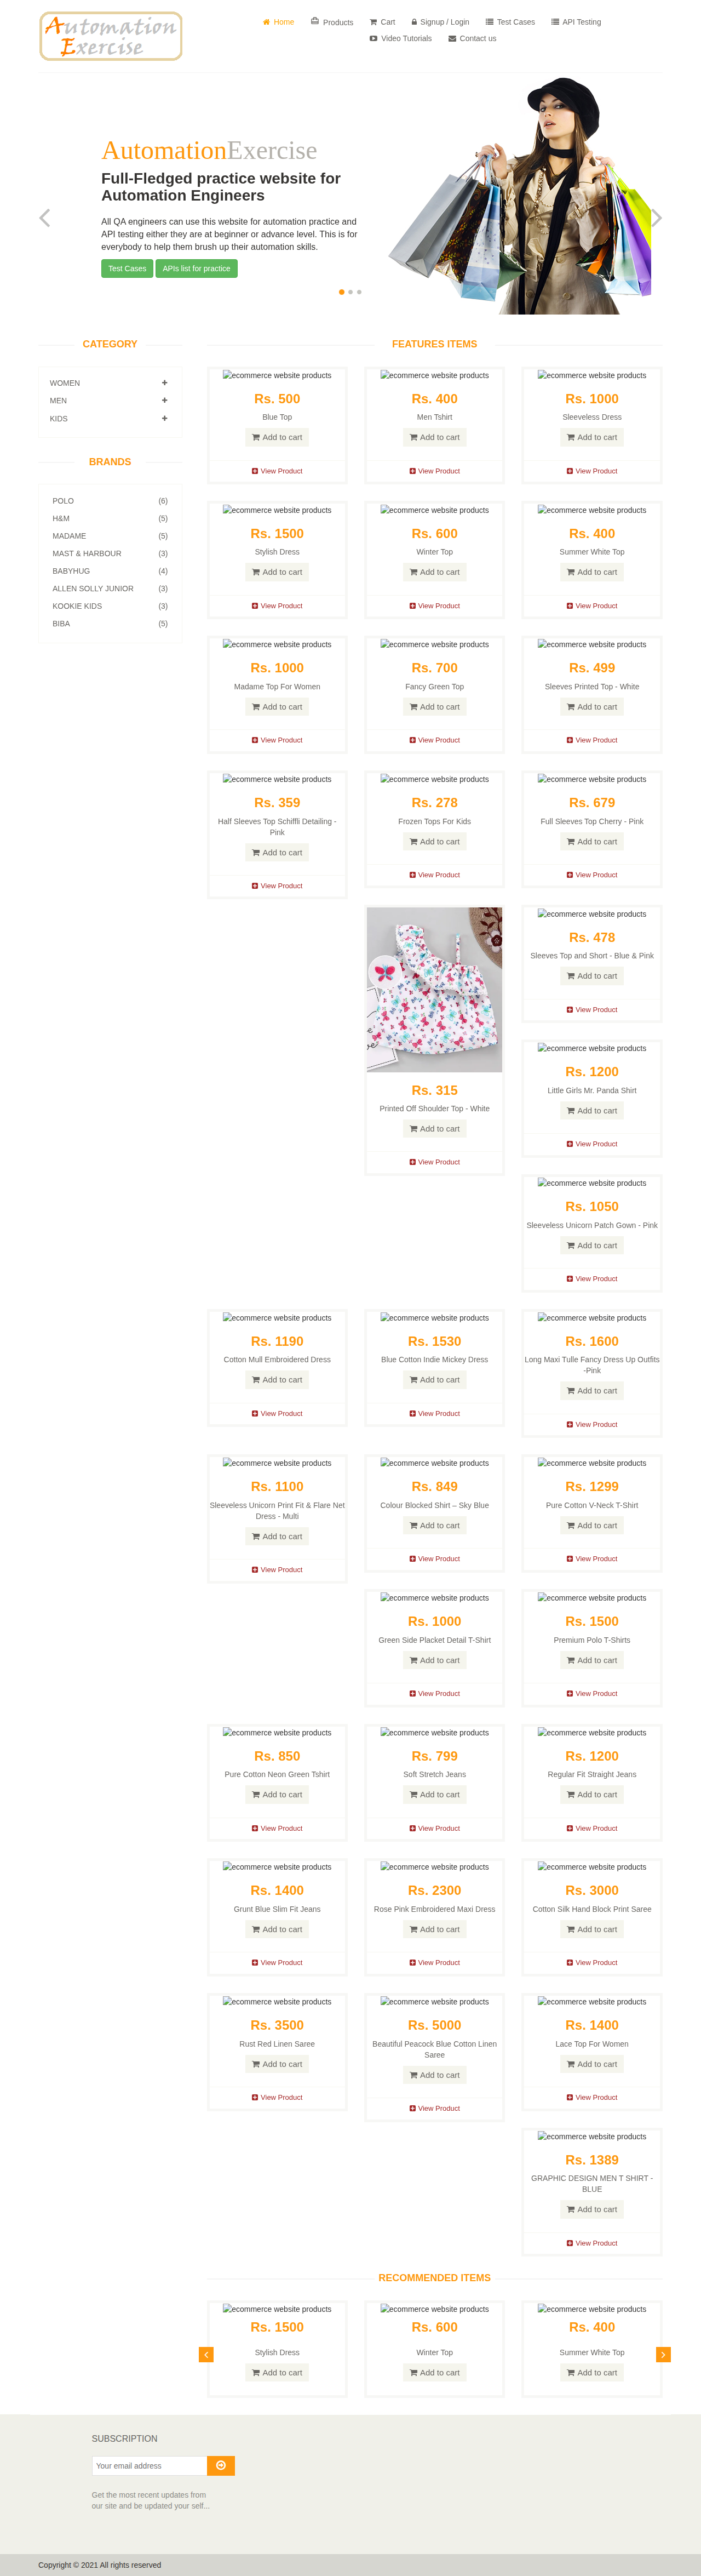 Automation
Exercise
Home
Products
Cart
Signup / Login
Test Cases
API Testing
Video Tutorials
Contact us
AutomationExercise
Full-Fledged practice website for
Automation Engineers
All QA engineers can use this website for automation practice and
API testing either they are at beginner or advance level. This is for
everybody to help them brush up their automation skills.
Test Cases
APIs list for practice
CATEGORY
WOMEN
MEN
KIDS
BRANDS
POLO (6)
H&M (5)
MADAME (5)
MAST & HARBOUR (3)
BABYHUG (4)
ALLEN SOLLY JUNIOR (3)
KOOKIE KIDS (3)
BIBA (5)
FEATURES ITEMS
ecommerce website products
Rs. 500
Blue Top
Add to cart
View Product
ecommerce website products
Rs. 400
Men Tshirt
Add to cart
View Product
ecommerce website products
Rs. 1000
Sleeveless Dress
Add to cart
View Product
ecommerce website products
Rs. 1500
Stylish Dress
Add to cart
View Product
ecommerce website products
Rs. 600
Winter Top
Add to cart
View Product
ecommerce website products
Rs. 400
Summer White Top
Add to cart
View Product
ecommerce website products
Rs. 1000
Madame Top For Women
Add to cart
View Product
ecommerce website products
Rs. 700
Fancy Green Top
Add to cart
View Product
ecommerce website products
Rs. 499
Sleeves Printed Top - White
Add to cart
View Product
ecommerce website products
Rs. 359
Half Sleeves Top Schiffli Detailing -
Pink
Add to cart
View Product
ecommerce website products
Rs. 278
Frozen Tops For Kids
Add to cart
View Product
ecommerce website products
Rs. 679
Full Sleeves Top Cherry - Pink
Add to cart
View Product
Rs. 315
Printed Off Shoulder Top - White
Add to cart
View Product
ecommerce website products
Rs. 478
Sleeves Top and Short - Blue & Pink
Add to cart
View Product
ecommerce website products
Rs. 1200
Little Girls Mr. Panda Shirt
Add to cart
View Product
ecommerce website products
Rs. 1050
Sleeveless Unicorn Patch Gown - Pink
Add to cart
View Product
ecommerce website products
Rs. 1190
Cotton Mull Embroidered Dress
Add to cart
View Product
ecommerce website products
Rs. 1530
Blue Cotton Indie Mickey Dress
Add to cart
View Product
ecommerce website products
Rs. 1600
Long Maxi Tulle Fancy Dress Up Outfits
-Pink
Add to cart
View Product
ecommerce website products
Rs. 1100
Sleeveless Unicorn Print Fit & Flare Net
Dress - Multi
Add to cart
View Product
ecommerce website products
Rs. 849
Colour Blocked Shirt – Sky Blue
Add to cart
View Product
ecommerce website products
Rs. 1299
Pure Cotton V-Neck T-Shirt
Add to cart
View Product
ecommerce website products
Rs. 1000
Green Side Placket Detail T-Shirt
Add to cart
View Product
ecommerce website products
Rs. 1500
Premium Polo T-Shirts
Add to cart
View Product
ecommerce website products
Rs. 850
Pure Cotton Neon Green Tshirt
Add to cart
View Product
ecommerce website products
Rs. 799
Soft Stretch Jeans
Add to cart
View Product
ecommerce website products
Rs. 1200
Regular Fit Straight Jeans
Add to cart
View Product
ecommerce website products
Rs. 1400
Grunt Blue Slim Fit Jeans
Add to cart
View Product
ecommerce website products
Rs. 2300
Rose Pink Embroidered Maxi Dress
Add to cart
View Product
ecommerce website products
Rs. 3000
Cotton Silk Hand Block Print Saree
Add to cart
View Product
ecommerce website products
Rs. 3500
Rust Red Linen Saree
Add to cart
View Product
ecommerce website products
Rs. 5000
Beautiful Peacock Blue Cotton Linen
Saree
Add to cart
View Product
ecommerce website products
Rs. 1400
Lace Top For Women
Add to cart
View Product
ecommerce website products
Rs. 1389
GRAPHIC DESIGN MEN T SHIRT -
BLUE
Add to cart
View Product
RECOMMENDED ITEMS
ecommerce website products
Rs. 1500
Stylish Dress
Add to cart
ecommerce website products
Rs. 600
Winter Top
Add to cart
ecommerce website products
Rs. 400
Summer White Top
Add to cart
SUBSCRIPTION
Your email address
Get the most recent updates from
our site and be updated your self...
Copyright © 2021 All rights reserved